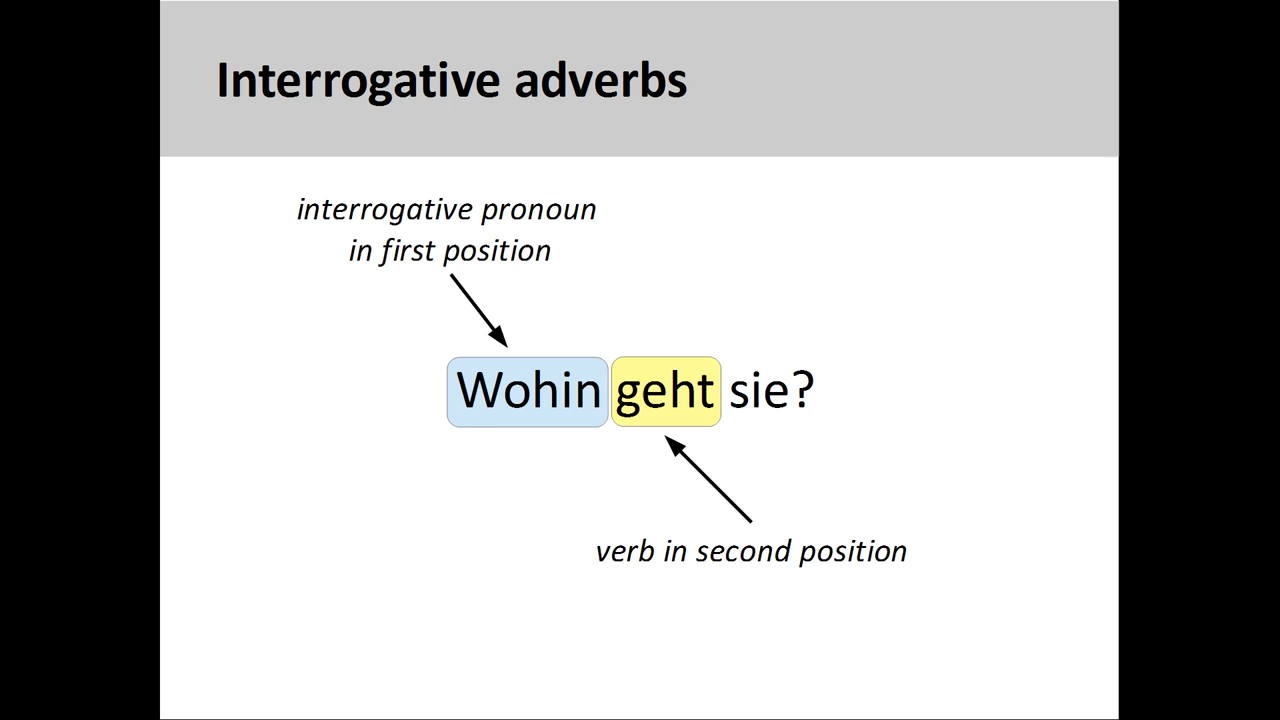 Interrogative adverbs
interrogative pronoun
in first position
Wohin geht sie?
verb in second position